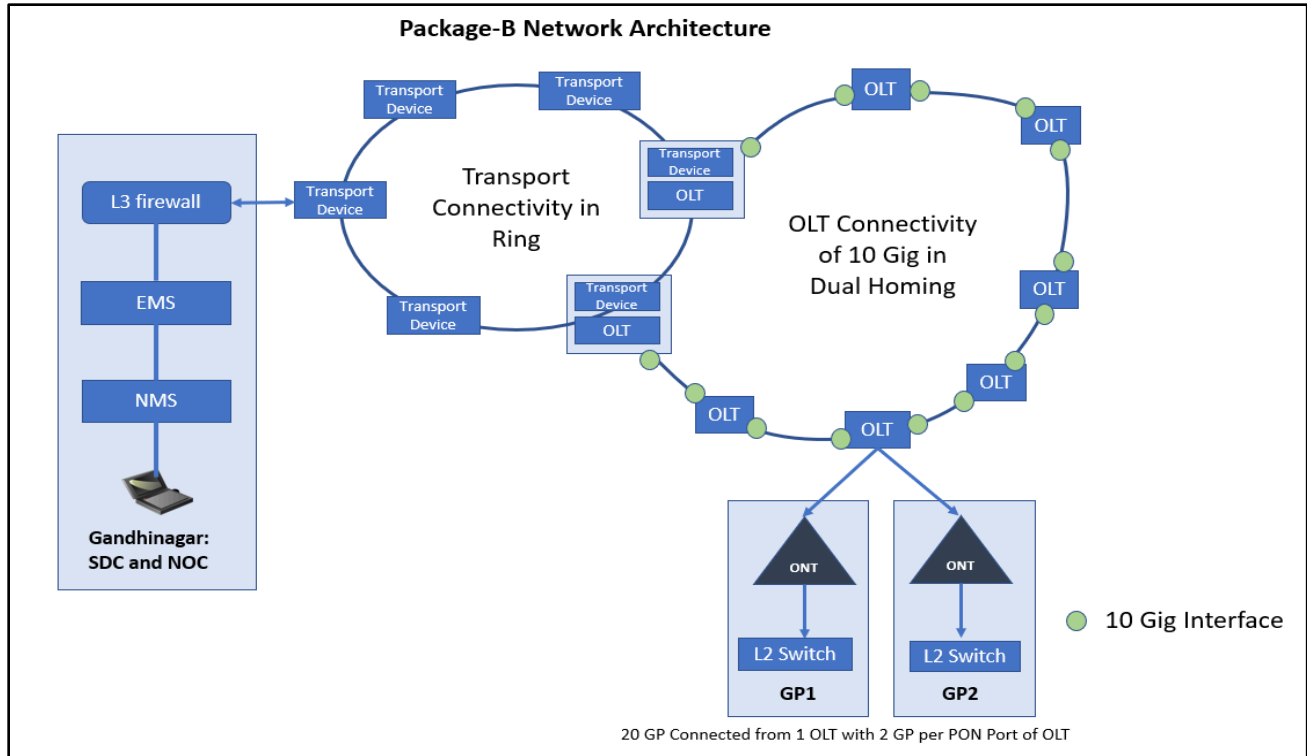 Package-B Network Architecture
Transport
Device
Transport
Device
OLT
OLT
L3 firewall
Transport
Device
Transport
Connectivity in
Ring
Transport
Device
OLT
OLT Connectivity
of 10 Gig in
Dual Homing
EMS
Transport
Device
Transport
Device
OLT
OLT
NMS
OLT
OLT
OLT
Gandhinagar:
SDC and NOC
ONT
ONT
10 Gig Interface
L2 Switch
L2 Switch
GP1
GP2
20 GP Connected from 1 OLT with 2 GP per PON Port of OLT